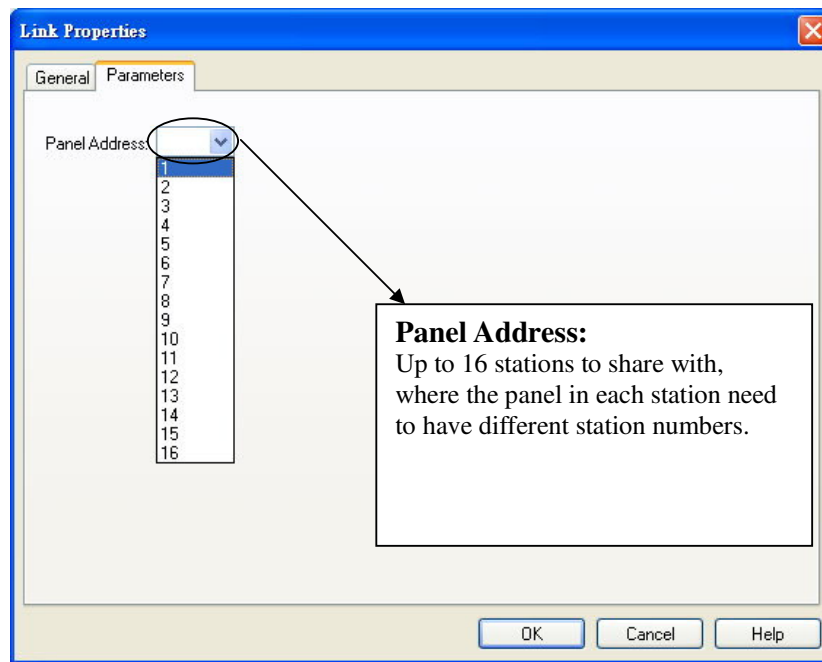 Link Properties
General Parameters
Panel Address:
1
2
3
4
5
6
7
8
9
10
11
12
13
14
15
16
Panel Address:
Up to 16 stations to share with,
where the panel in each station need
to have different station numbers.
OK Cancel Help